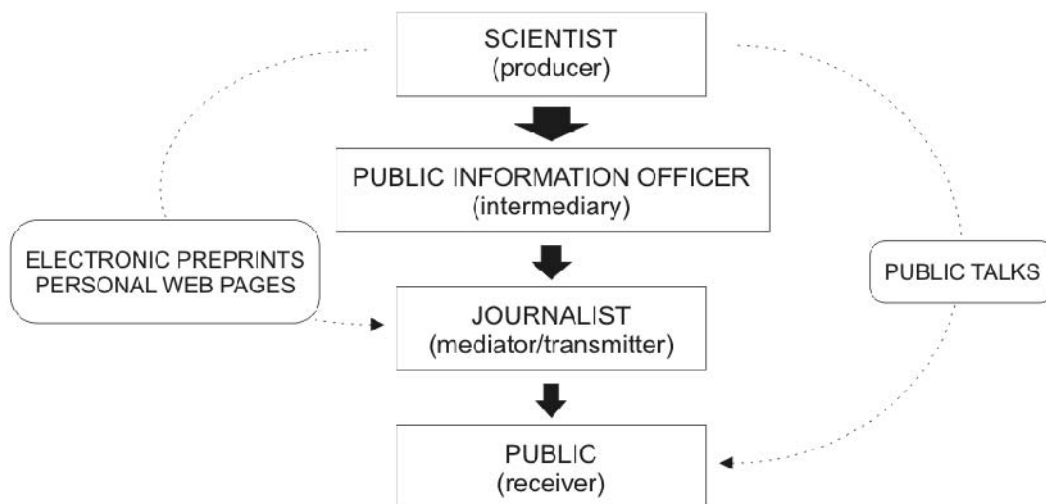 SCIENTIST
(producer)
PUBLIC INFORMATION OFFICER
(intermediary)
ELECTRONIC PREPRINTS
PERSONAL WEB PAGES
PUBLIC TALKS
JOURNALIST
(mediator/transmitter)
PUBLIC
(receiver)